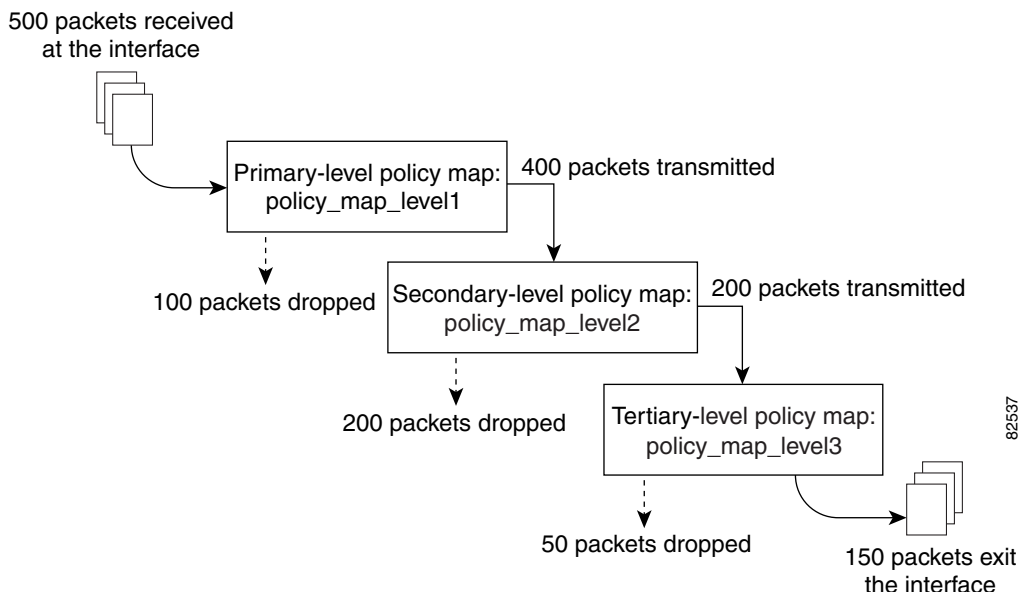 500 packets received
at the interface
Primary-level policy map:
policy_map_level1
400 packets transmitted
100 packets dropped
Secondary-level policy map:
policy_map_level2
200 packets transmitted
200 packets dropped
Tertiary-level policy map:
policy_map_level3
82537
50 packets dropped
150 packets exit
the interface